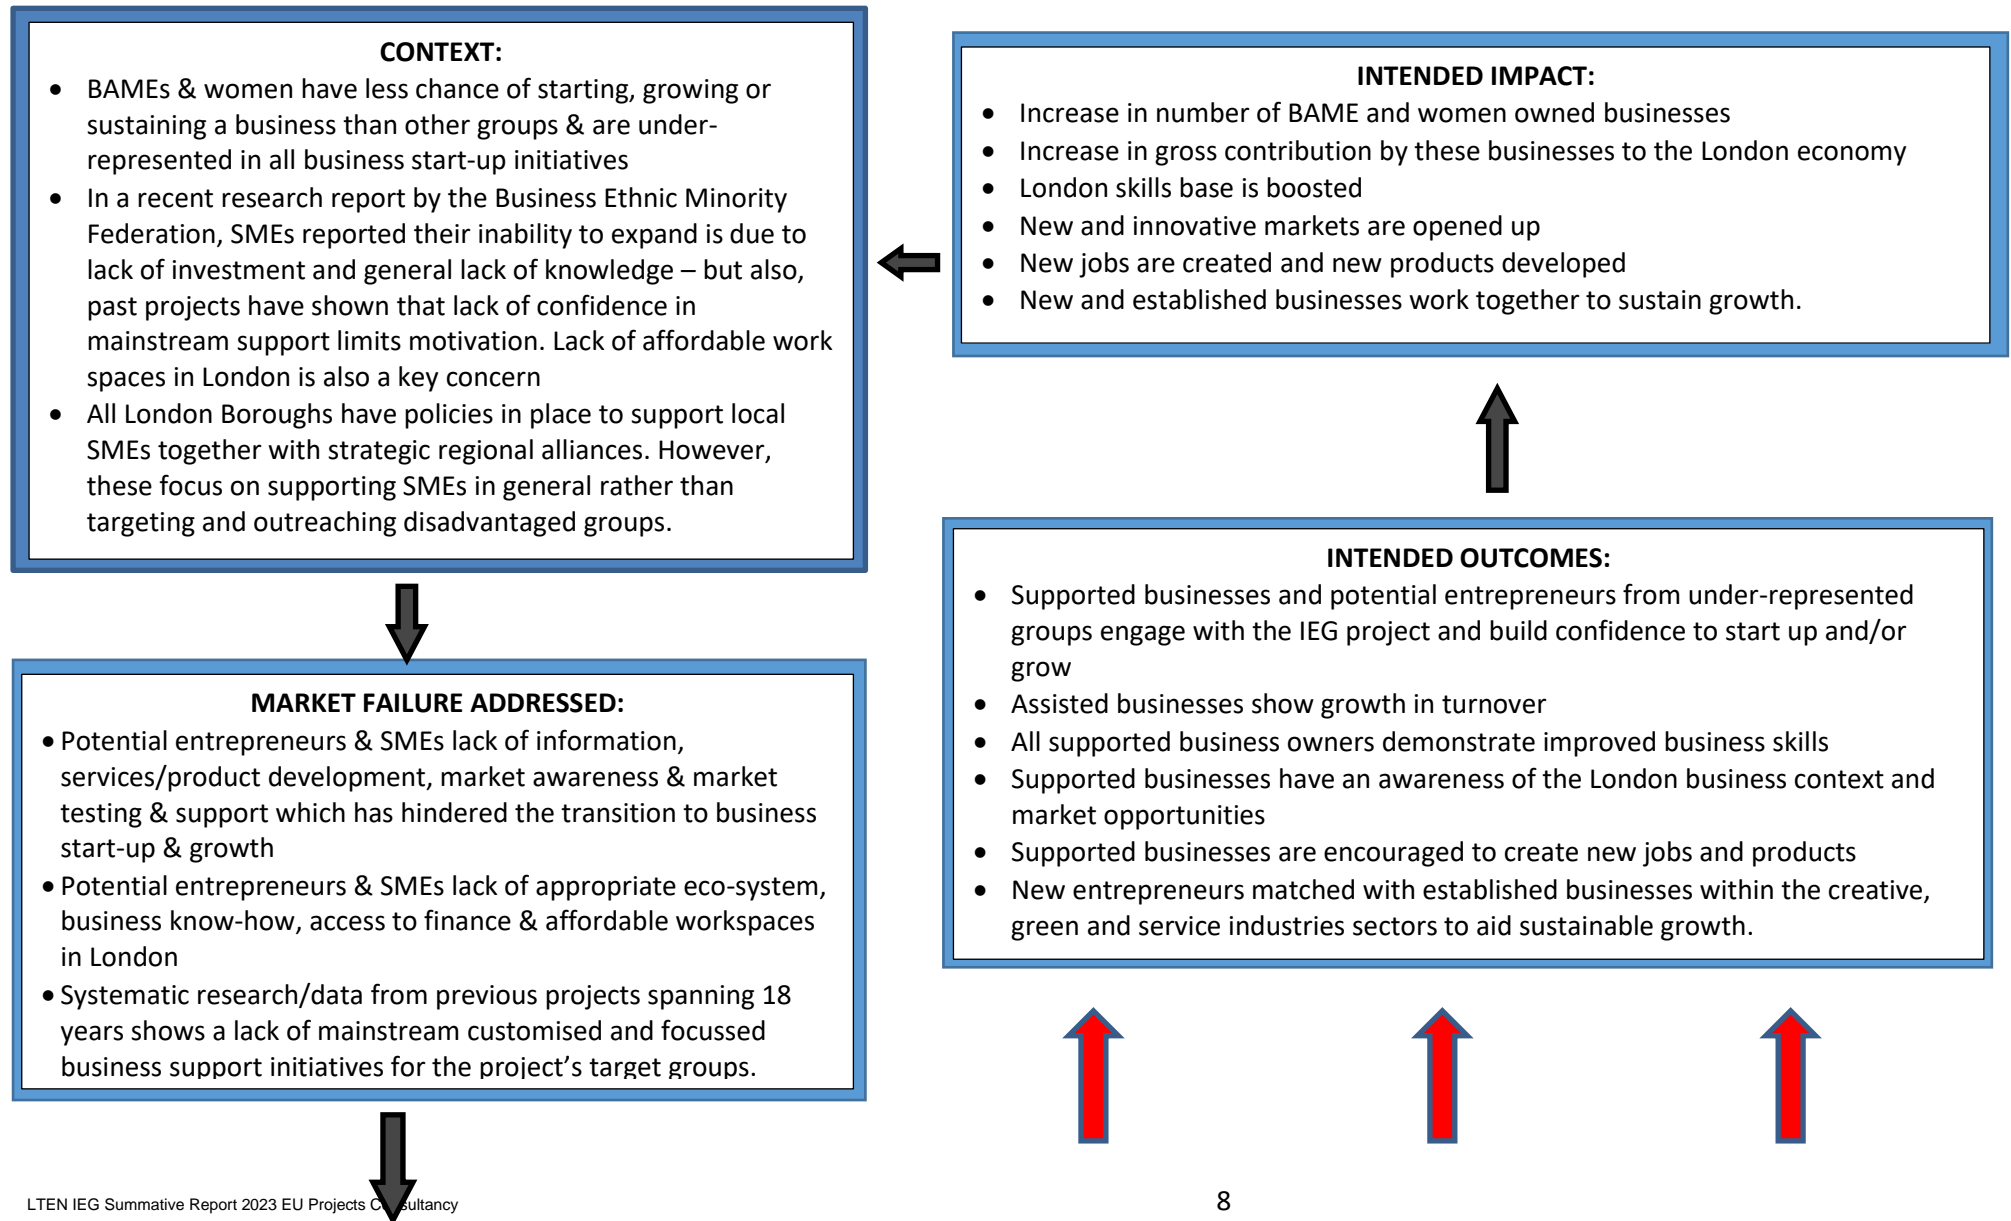 CONTEXT:
• BAMEs & women have less chance of starting, growing or
sustaining a business than other groups & are under-
represented in all business start-up initiatives
• In a recent research report by the Business Ethnic Minority
Federation, SMEs reported their inability to expand is due to
lack of investment and general lack of knowledge – but also,
past projects have shown that lack of confidence in
mainstream support limits motivation. Lack of affordable work
spaces in London is also a key concern
• All London Boroughs have policies in place to support local
SMEs together with strategic regional alliances. However,
these focus on supporting SMEs in general rather than
targeting and outreaching disadvantaged groups.
MARKET FAILURE ADDRESSED:
• Potential entrepreneurs & SMEs lack of information,
services/product development, market awareness & market
testing & support which has hindered the transition to business
start-up & growth
• Potential entrepreneurs & SMEs lack of appropriate eco-system,
business know-how, access to finance & affordable workspaces
in London
• Systematic research/data from previous projects spanning 18
years shows a lack of mainstream customised and focussed
business support initiatives for the project’s target groups.
INTENDED IMPACT:
• Increase in number of BAME and women owned businesses
• Increase in gross contribution by these businesses to the London economy
• London skills base is boosted
• New and innovative markets are opened up
• New jobs are created and new products developed
• New and established businesses work together to sustain growth.
INTENDED OUTCOMES:
• Supported businesses and potential entrepreneurs from under-represented
groups engage with the IEG project and build confidence to start up and/or
grow
• Assisted businesses show growth in turnover
• All supported business owners demonstrate improved business skills
• Supported businesses have an awareness of the London business context and
market opportunities
• Supported businesses are encouraged to create new jobs and products
• New entrepreneurs matched with established businesses within the creative,
green and service industries sectors to aid sustainable growth.
LTEN IEG Summative Report 2023 EU Projects Consultancy
8